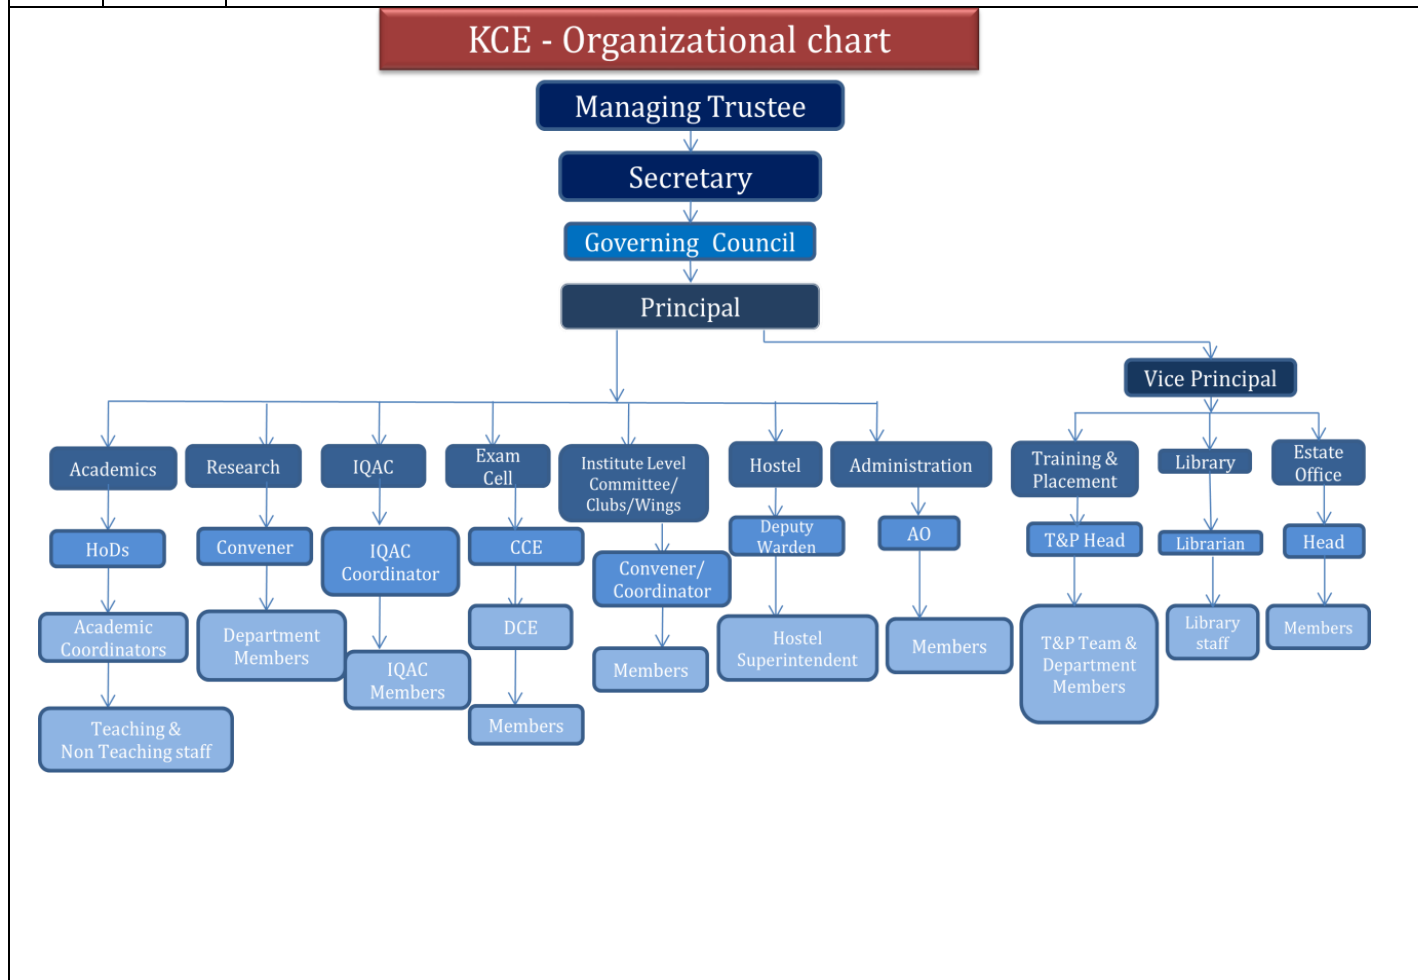 KCE - Organizational chart
Managing Trustee
Secretary
Governing Council
Principal
Vice Principal
Academics
Research
IQAC
Exam
Cell
Institute Level
Committee/
Clubs/Wings
Hostel
Administration
Training &
Placement
Library
Estate
Office
HoDs
Convener
IQAC
Coordinator
CCE
Convener/
Coordinator
Deputy
Warden
AO
T&P Head
Librarian
Head
Academic
Coordinators
Department
Members
IQAC
Members
DCE
Members
Hostel
Superintendent
Members
T&P Team &
Department
Members
Library
staff
Members
Teaching &
Non Teaching staff
Members